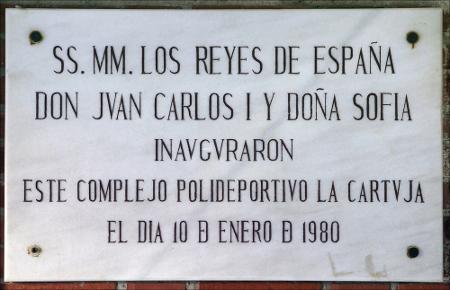 SS. MM. LOS REYES DE ESPAÑA
DON JVAN CARLOS I Y DOÑA SOFIA
INAVGVRARON
ESTE COMPLEJO POLIDEPORTIVO LA CARTVJA
EL DIA 10 D ENERO D 1980